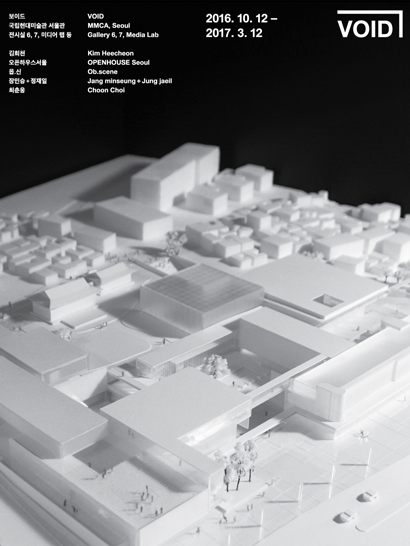 보이드
국립현대미술관 서울관
전시실 6, 7, 미디어 랩 등
김희천
오픈하우스서울
옵.신
장민승+정재일
최춘웅
VOID
MMCA, Seoul
Gallery 6, 7, Media Lab
Kim Heecheon
OPENHOUSE Seoul
Ob.scene
Jang minseung+Jung jaeil
Choon Choi
2016. 10. 12 –
2017. 3. 12
VOID